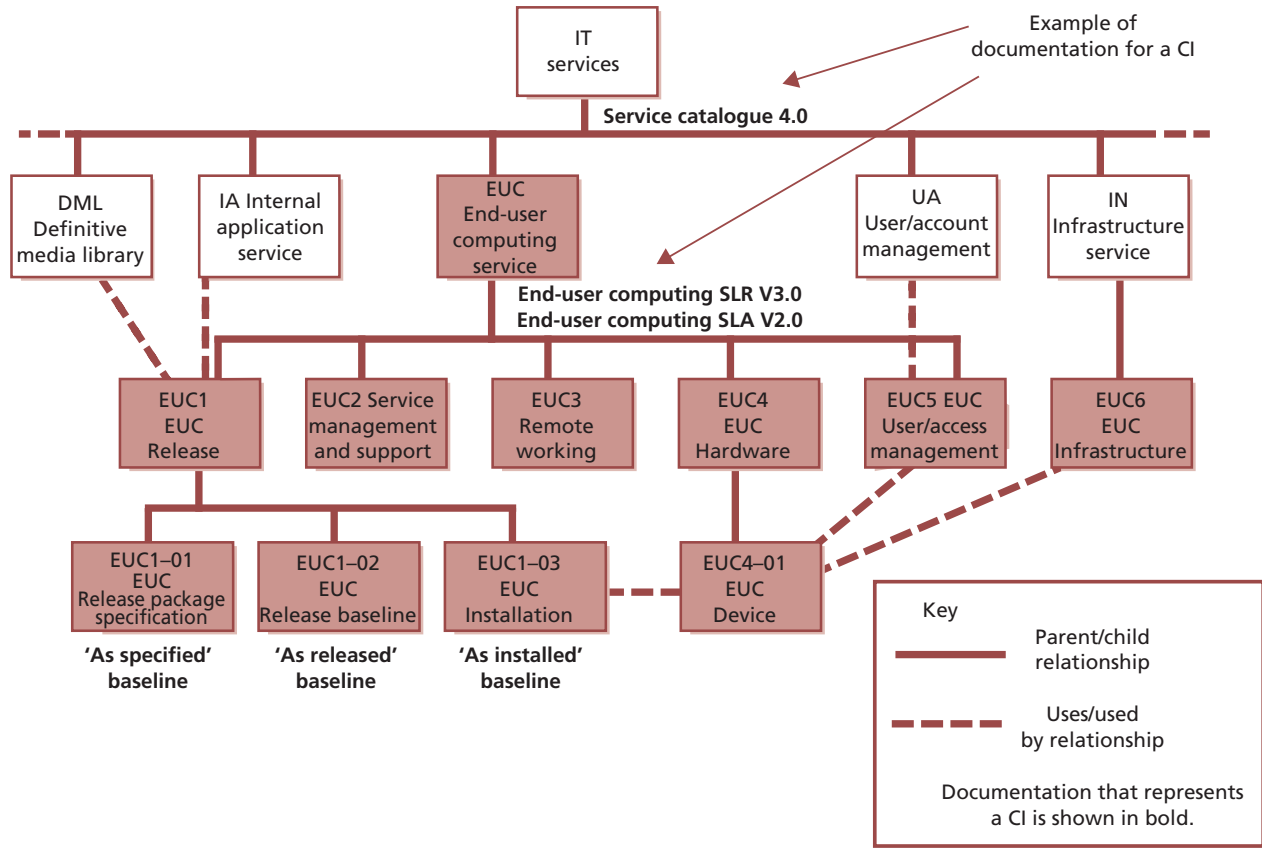 IT
services
Example of
documentation for a CI
Service catalogue 4.0
DML
Definitive
media library
IA Internal
application
service
EUC
End-user
computing
service
UA
User/account
management
IN
Infrastructure
service
End-user computing SLR V3.0
End-user computing SLA V2.0
EUC1
EUC
Release
EUC2 Service
management
and support
EUC3
Remote
working
EUC4
EUC
Hardware
EUC5 EUC
User/access
management
EUC6
EUC
Infrastructure
EUC1–01
EUC
Release package
specification
EUC1–02
EUC
Release baseline
EUC1–03
EUC
Installation
EUC4–01
EUC
Device
‘As specified’
baseline
‘As released’
baseline
‘As installed’
baseline
Key
Parent/child
relationship
Uses/used
by relationship
Documentation that represents
a CI is shown in bold.